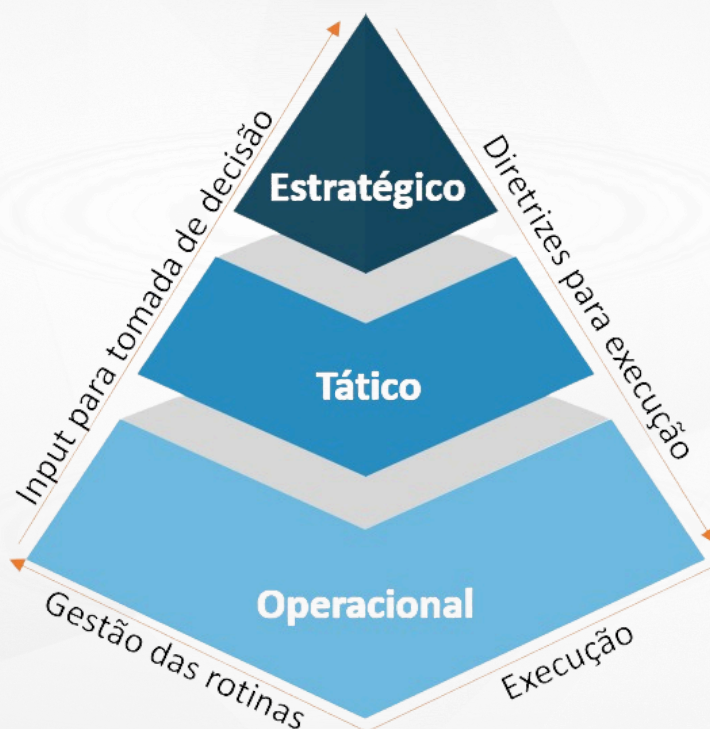 Input para tomada de decisão
Diretrizes para execução
Estratégico
Tático
Operacional
Gestão das rotinas
Execução